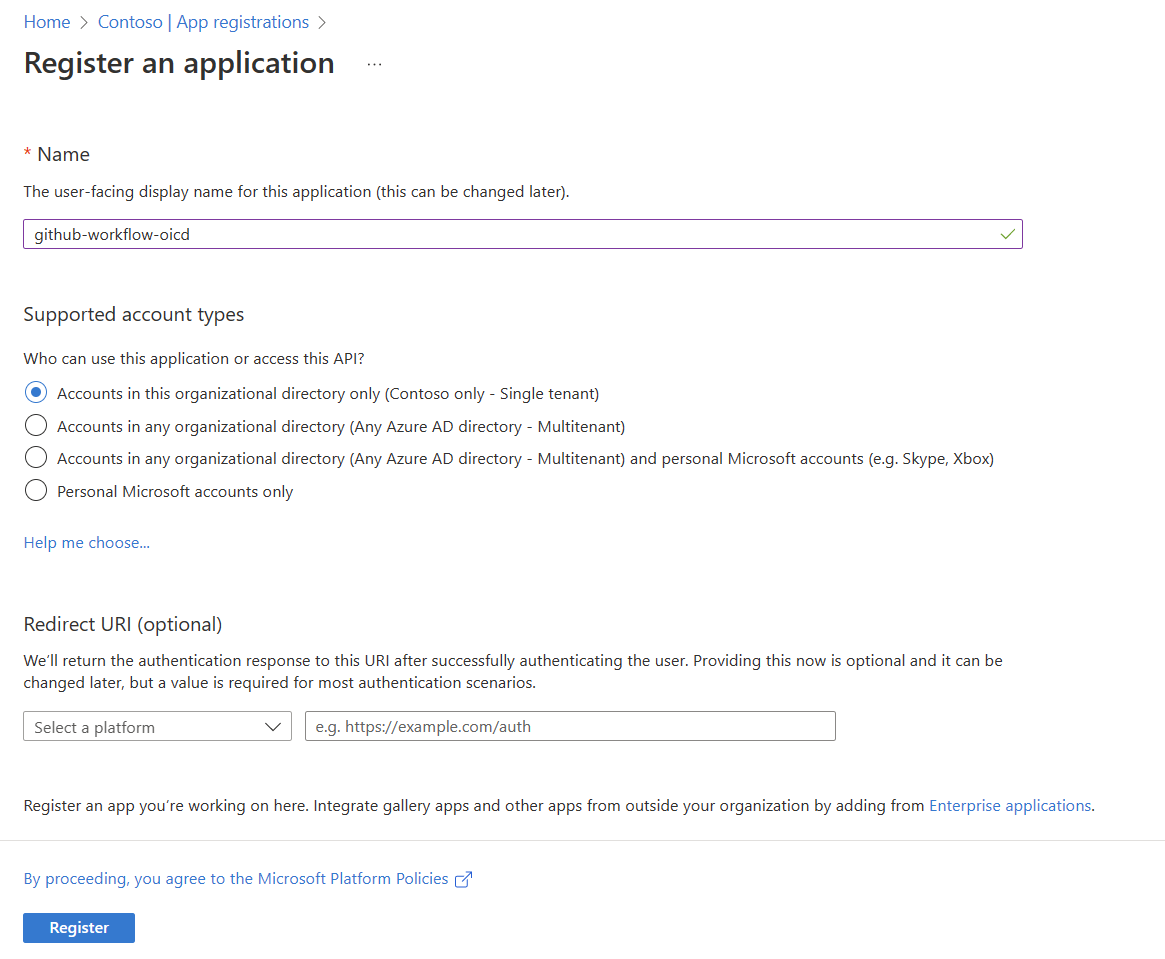 Home > Contoso | App registrations >
Register an application ...
* Name
The user-facing display name for this application (this can be changed later).
github-workflow-oicd
Supported account types
Who can use this application or access this API?
Accounts in this organizational directory only (Contoso only - Single tenant)
Accounts in any organizational directory (Any Azure AD directory - Multitenant)
Accounts in any organizational directory (Any Azure AD directory - Multitenant) and personal Microsoft accounts (e.g. Skype, Xbox)
Personal Microsoft accounts only
Help me choose...
Redirect URI (optional)
We'll return the authentication response to this URI after successfully authenticating the user. Providing this now is optional and it can be
changed later, but a value is required for most authentication scenarios.
Select a platform e.g. https://example.com/auth
Register an app you're working on here. Integrate gallery apps and other apps from outside your organization by adding from Enterprise applications.
By proceeding, you agree to the Microsoft Platform Policies
Register